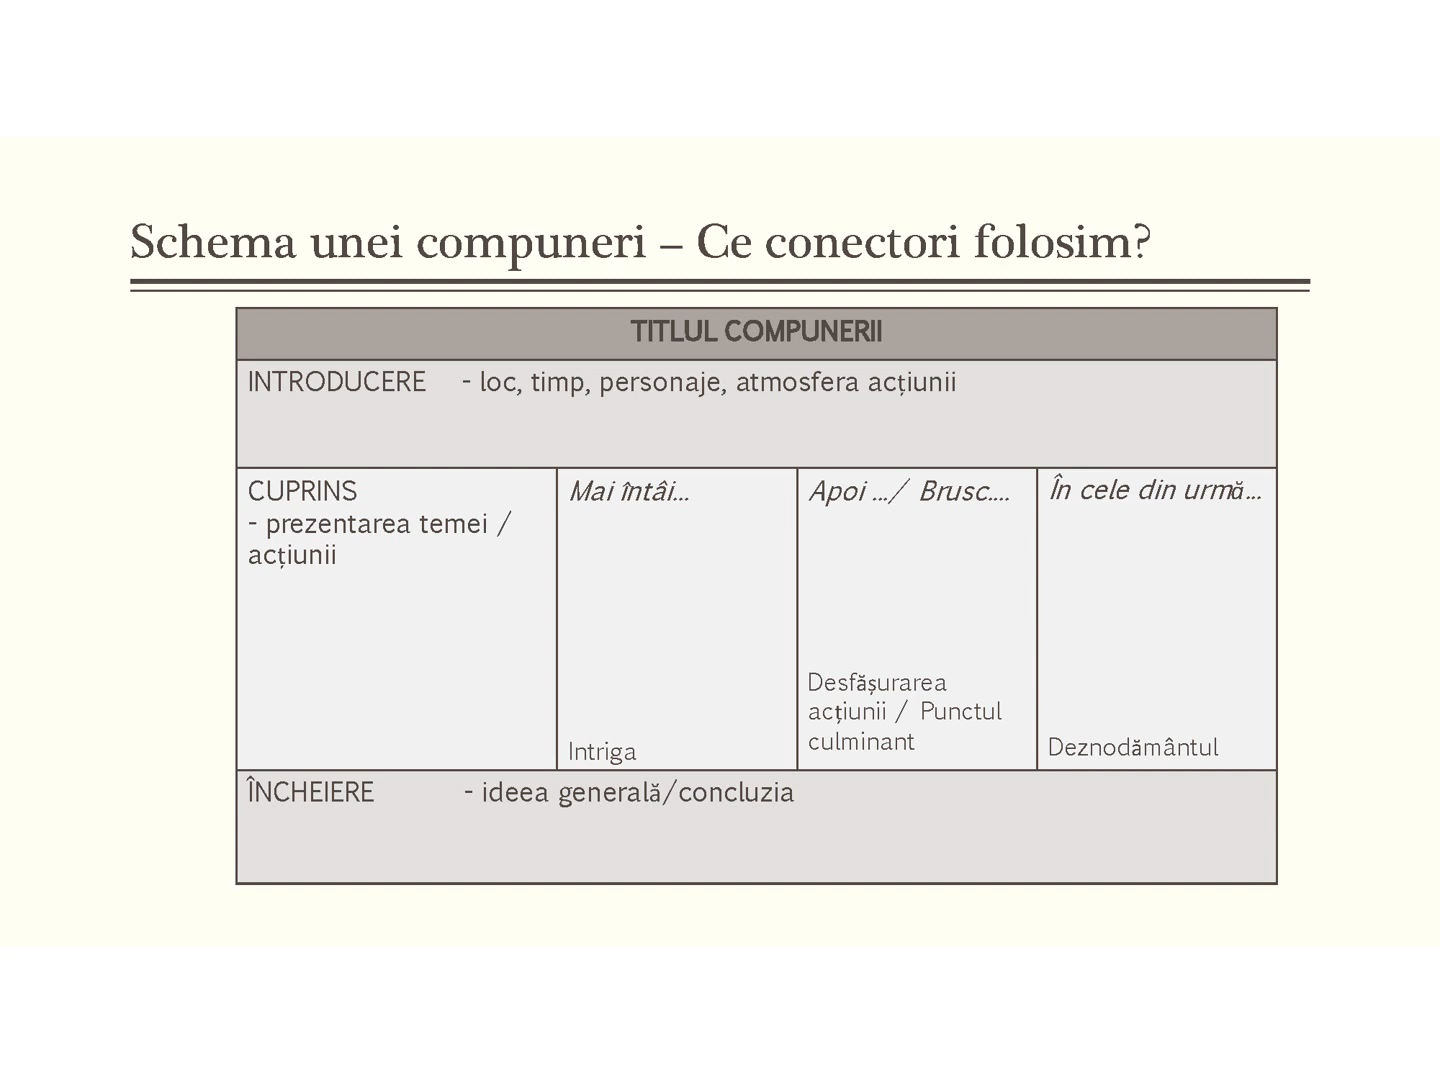 Schema unei compuneri – Ce conectori folosim?
TITLUL COMPUNERII
INTRODUCERE - loc, timp, personaje, atmosfera acțiunii
CUPRINS
- prezentarea temei /
acțiunii
Mai întâi...
Intriga
Apoi .../ Brusc....
Desfășurarea
acțiunii / Punctul
culminant
În cele din urmă...
Deznodământul
ÎNCHEIERE - ideea generală/concluzia